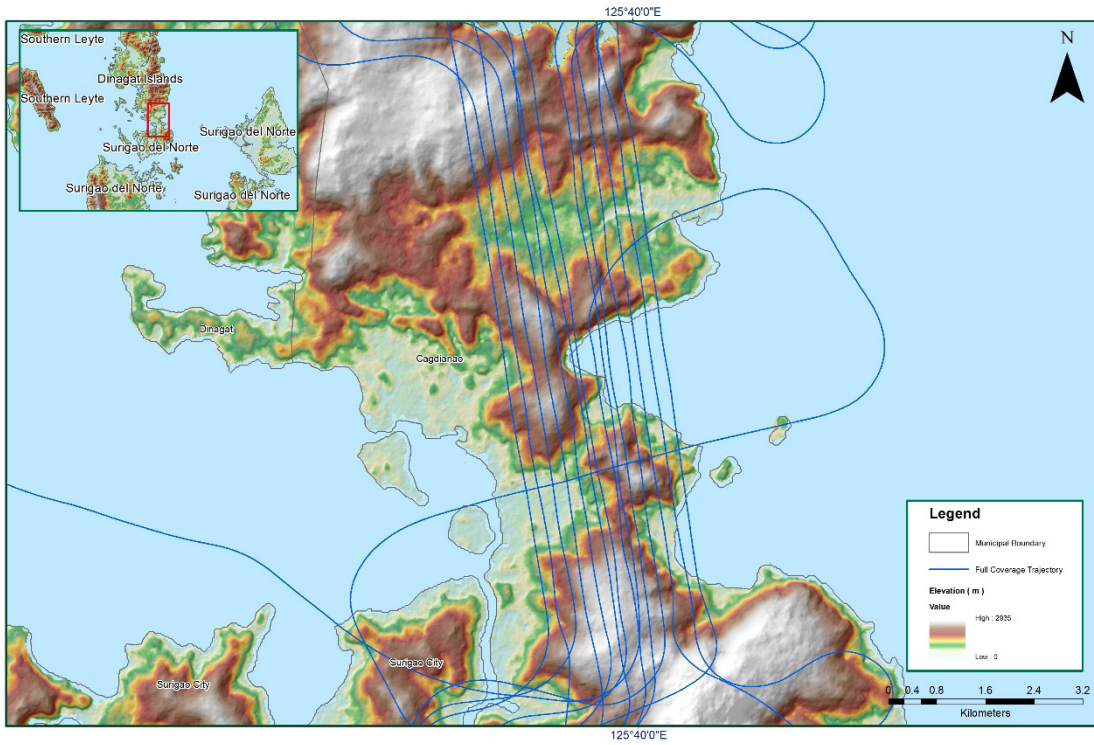 125°40'0"E
Southern Leyte
Dinagat Islands
Southern Leyte
Surigao del Norte
Surigao del Norte
Surigao del Norte
Surigao del Norte
N
Dinagat
Cagdianao
Surigao City
Surigao City
Legend
Municipal Boundary
Full Coverage Trajectory
Elevation ( m )
Value
High : 2935
Low : 0
0 0.4 0.8 1.6 2.4 3.2
Kilometers
125°40'0"E